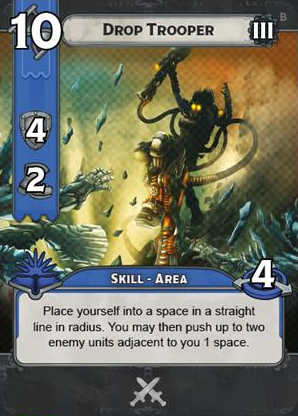 10
DROP TROOPER
III
B
4
2
SKILL - AREA
4
Place yourself into a space in a straight
line in radius. You may then push up to two
enemy units adjacent to you 1 space.